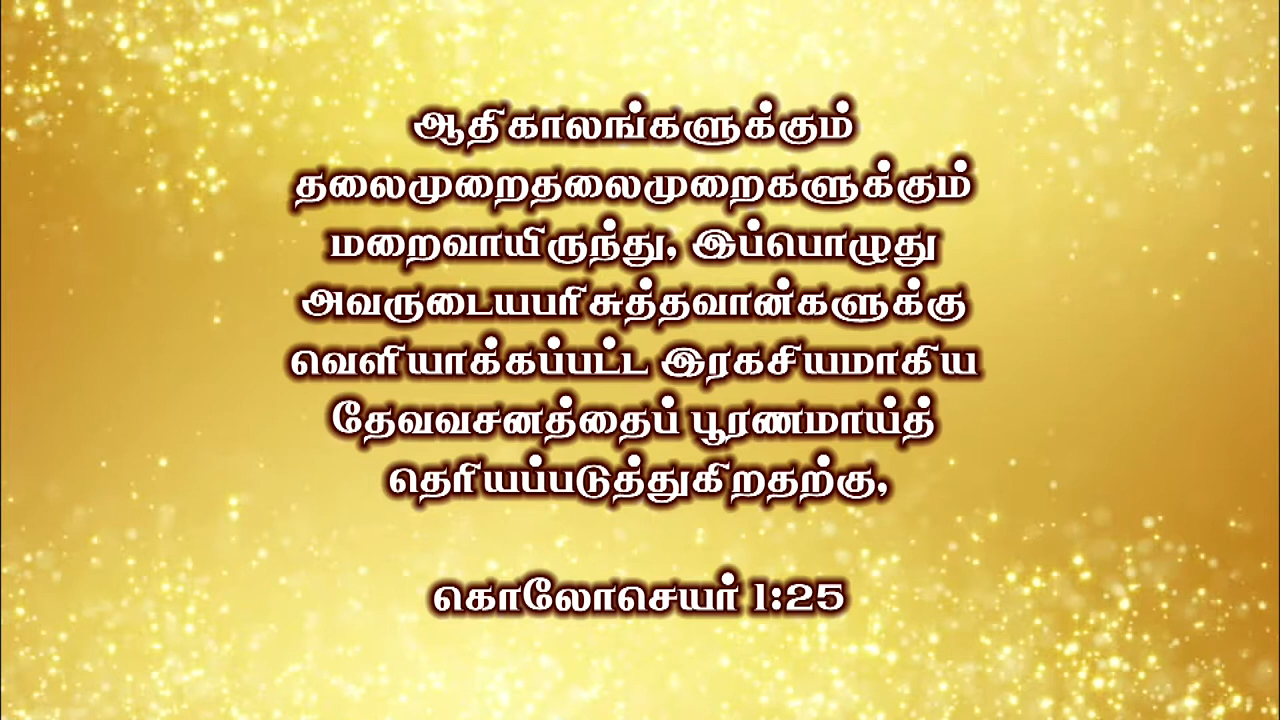 ஆதிகாலங்களுக்கும்
தலைமுறைதலைமுறைகளுக்கும்
மறைவாயிருந்து, இப்பொழுது
அவருடையபரிசுத்தவான்களுக்கு
வெளியாக்கப்பட்ட இரகசியமாகிய
தேவவசனத்தைப் பூரணமாய்த்
தெரியப்படுத்துகிறதற்கு,
கொலோசெயர் 1:25